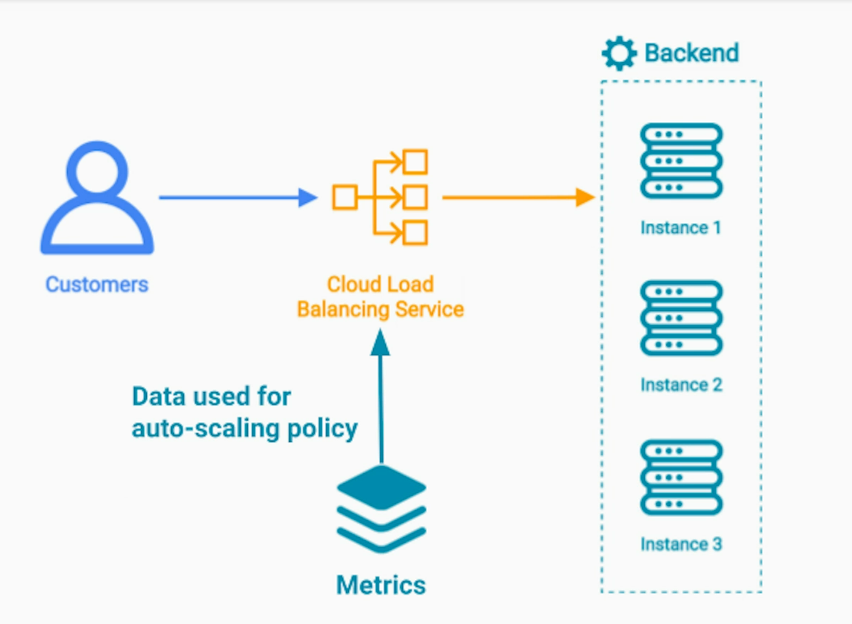 Backend
Instance 1
Customers
Cloud Load
Balancing Service
Instance 2
Data used for
auto-scaling policy
Instance 3
Metrics